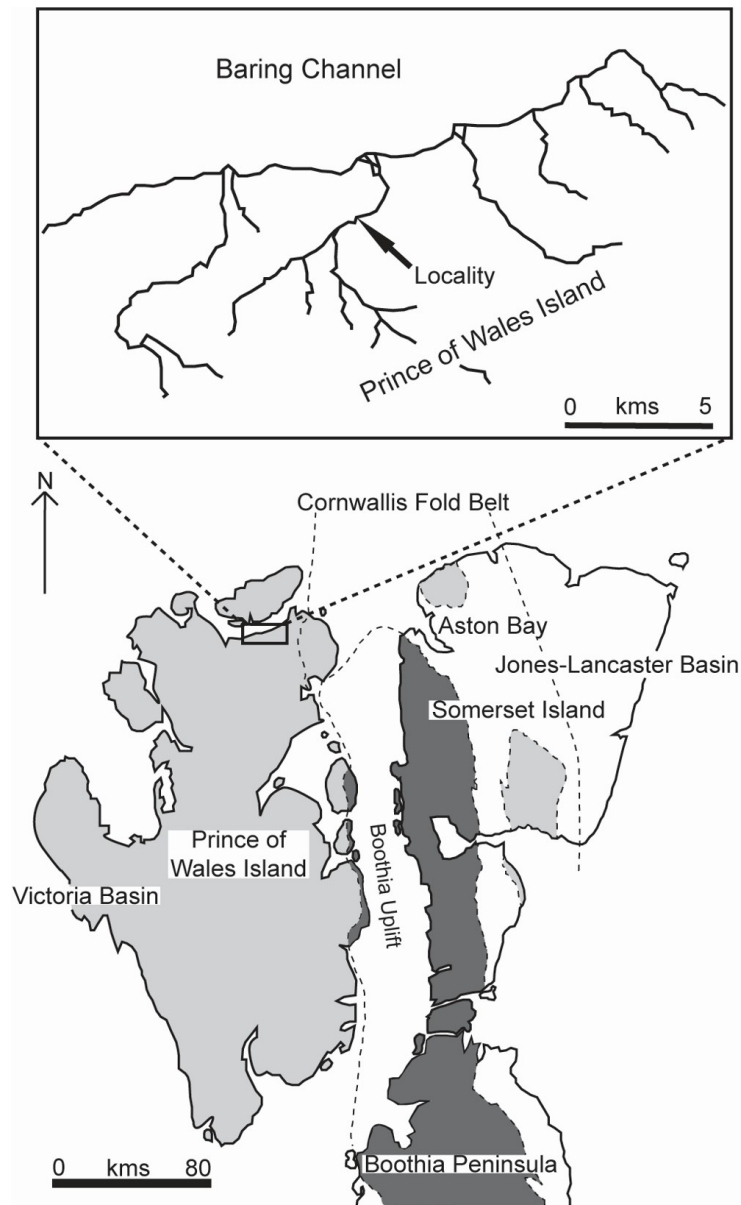 Baring Channel
Locality
Prince of Wales Island
0 kms 5
N
Cornwallis Fold Belt
Aston Bay
Jones-Lancaster Basin
Somerset Island
Prince of
Wales Island
Boothia Uplift
Victoria Basin
Boothia Peninsula
0 kms 80